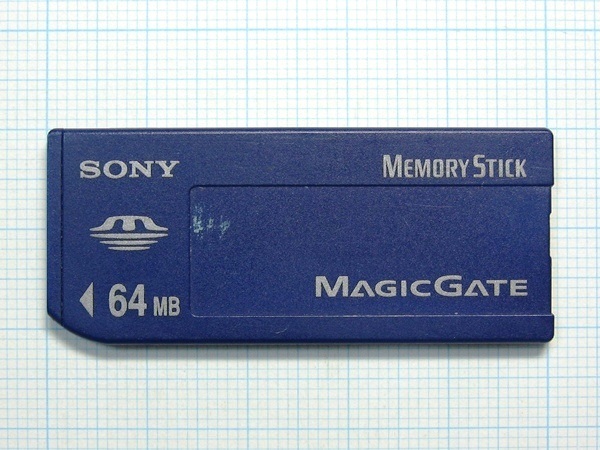 SONY
MEMORY STICK
MAGICGATE
64 MB